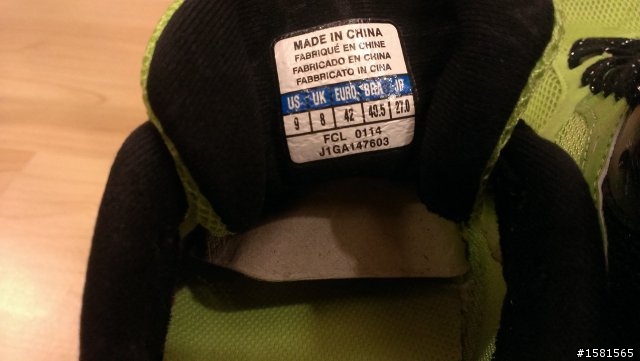 MADE IN CHINA
FABRIQUÉ EN CHINE
FABRICADO EN CHINA
FABBRICATO IN CINA
US UK EURO BRA JP
9 8 42 40.5 27.0
FCL 0114
J1GA147603
#1581565